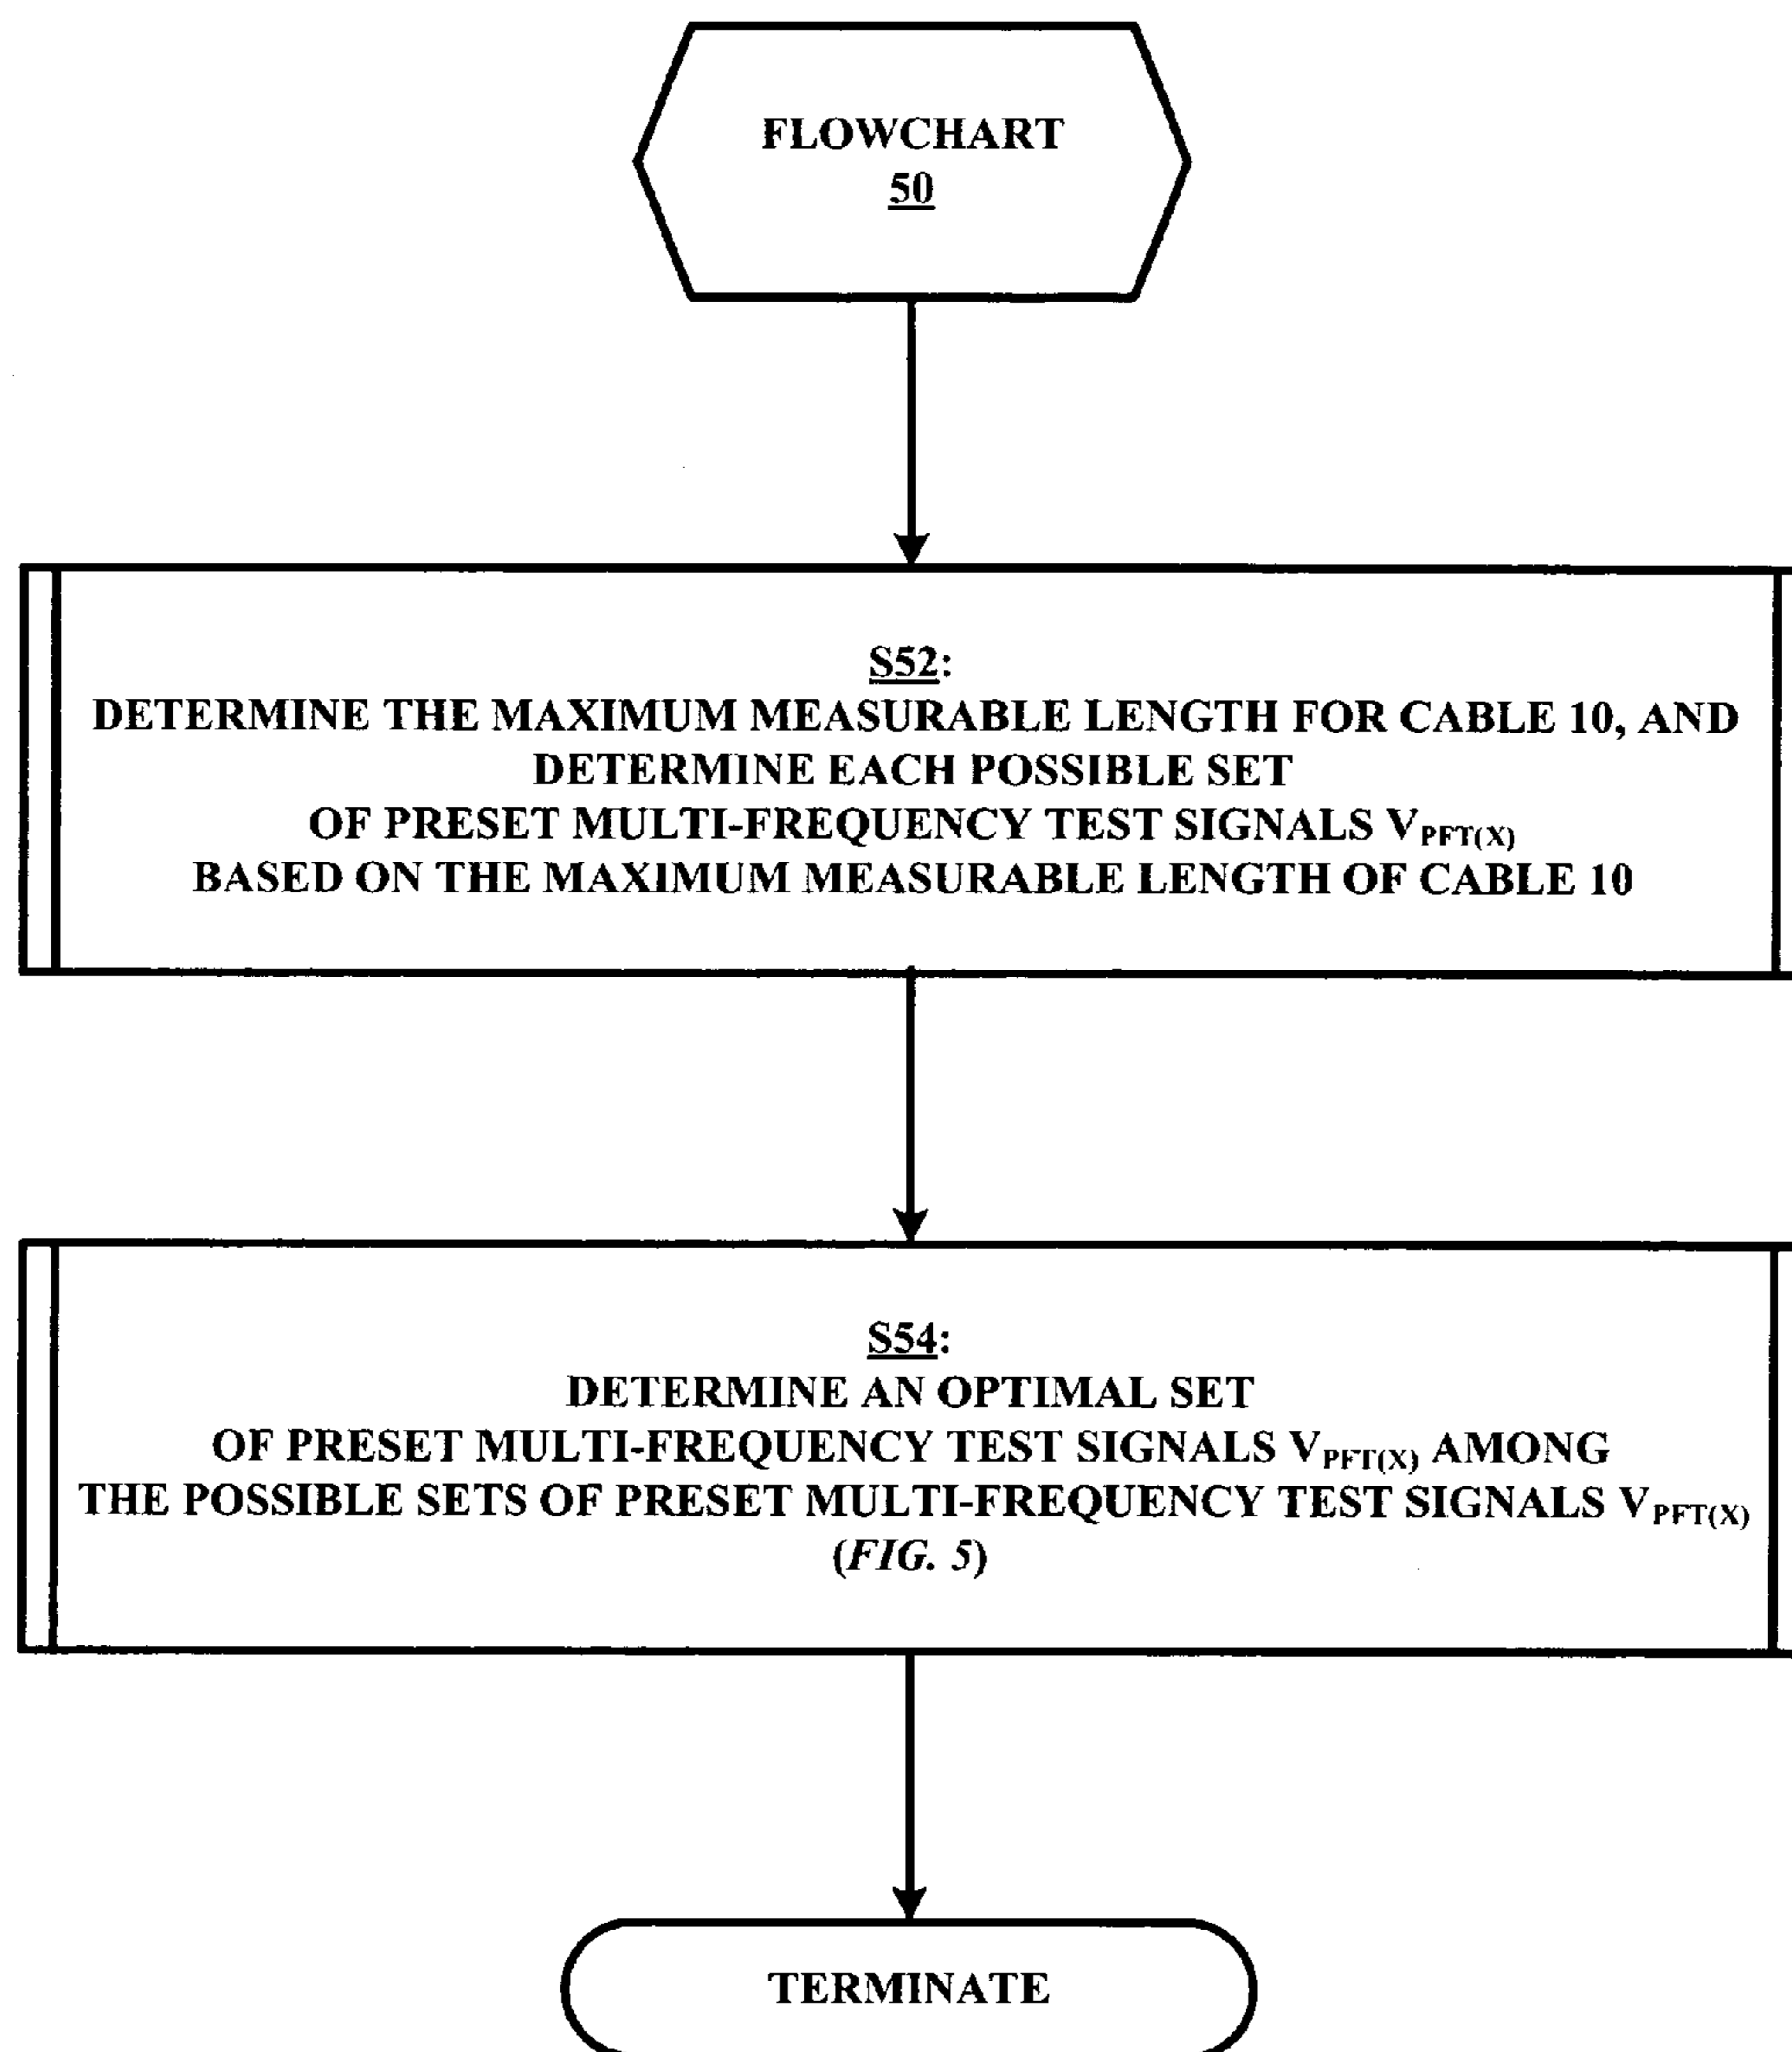 FLOWCHART
50
S52:
DETERMINE THE MAXIMUM MEASURABLE LENGTH FOR CABLE 10, AND
DETERMINE EACH POSSIBLE SET
OF PRESET MULTI-FREQUENCY TEST SIGNALS VPFT(X)
BASED ON THE MAXIMUM MEASURABLE LENGTH OF CABLE 10
S54:
DETERMINE AN OPTIMAL SET
OF PRESET MULTI-FREQUENCY TEST SIGNALS VPFT(X) AMONG
THE POSSIBLE SETS OF PRESET MULTI-FREQUENCY TEST SIGNALS VPFT(X)
(FIG. 5)
TERMINATE